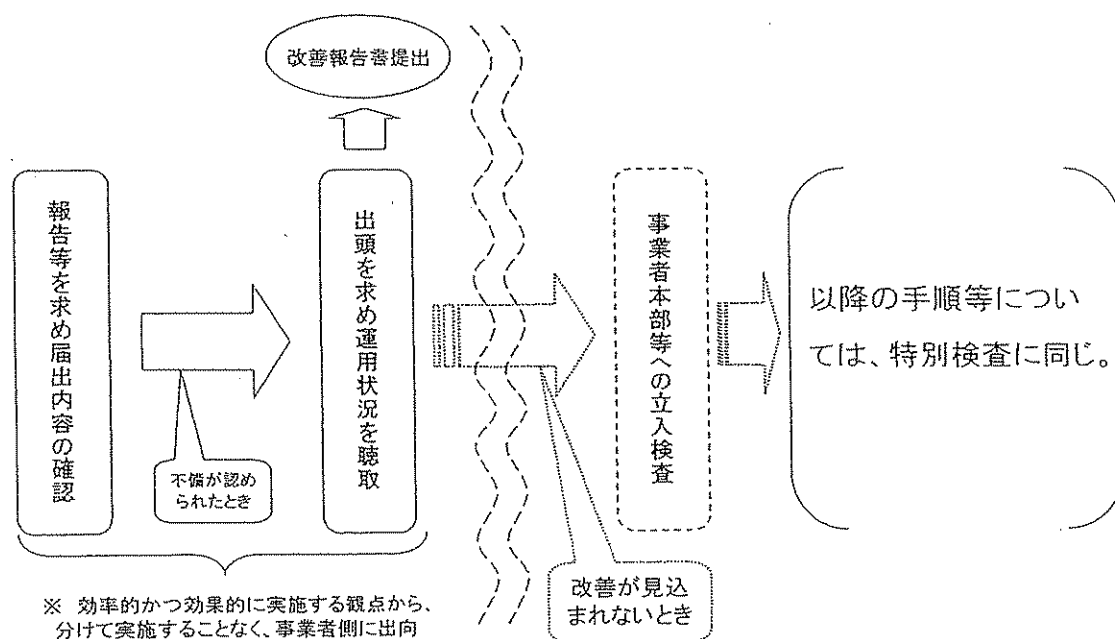 改善報告書提出
報告等を求め届出内容の確認
不備が認め
られたとき
出頭を求め運用状況を聴取
事業者本部等への立入検査
改善が見込
まれないとき
以降の手順等につい
ては、特別検査に同じ。
※ 効率的かつ効果的に実施する観点から、
分けて実施することなく、事業者側に出向